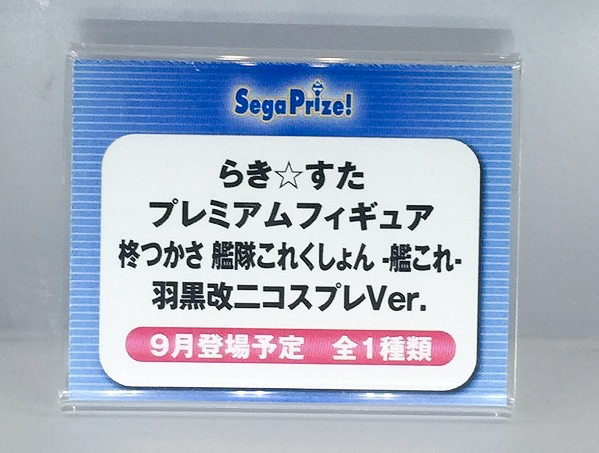 SegaPrize!
らき☆すた
プレミアムフィギュア
柊つかさ 艦隊これくしょん -艦これ-
羽黒改二コスプレVer.
9月登場予定 全1種類